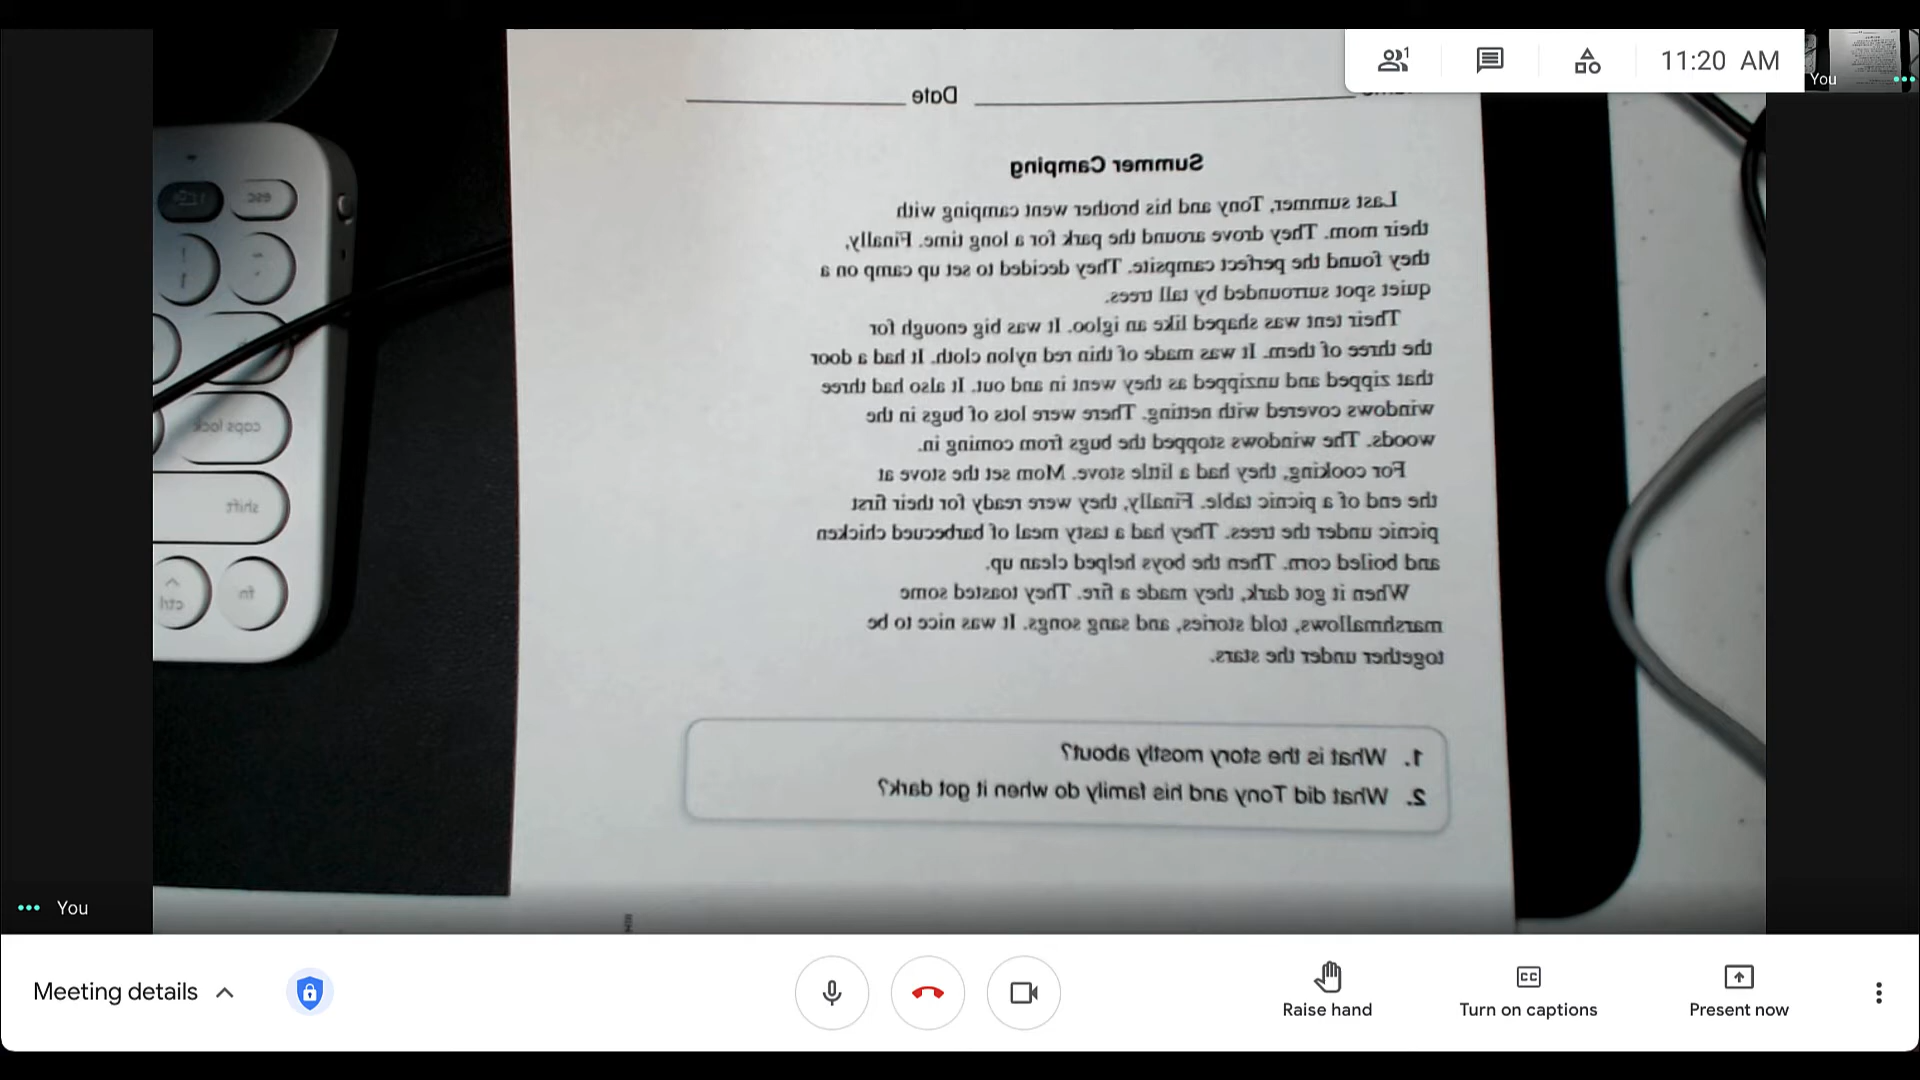 11:20 AM
You
Date
Summer Camping
Last summer, Tony and his brother went camping with
their mom. They drove around the park for a long time. Finally,
they found the perfect campsite. They decided to set up camp on a
quiet spot surrounded by tall trees.
Their tent was shaped like an igloo. It was big enough for
the three of them. It was made of thin red nylon cloth. It had a door
that zipped and unzipped as they went in and out. It also had three
windows covered with netting. There were lots of bugs in the
woods. The windows stopped the bugs from coming in.
For cooking, they had a little stove. Mom set the stove at
the end of a picnic table. Finally, they were ready for their first
picnic under the trees. They had a tasty meal of barbecued chicken
and boiled corn. Then the boys helped clean up.
When it got dark, they made a fire. They toasted some
marshmallows, told stories, and sang songs. It was nice to be
together under the stars.
1. What is the story mostly about?
2. What did Tony and his family do when it got dark?
esc
caps lock
shift
fn
ctrl
You
Meeting details
Raise hand
Turn on captions
Present now